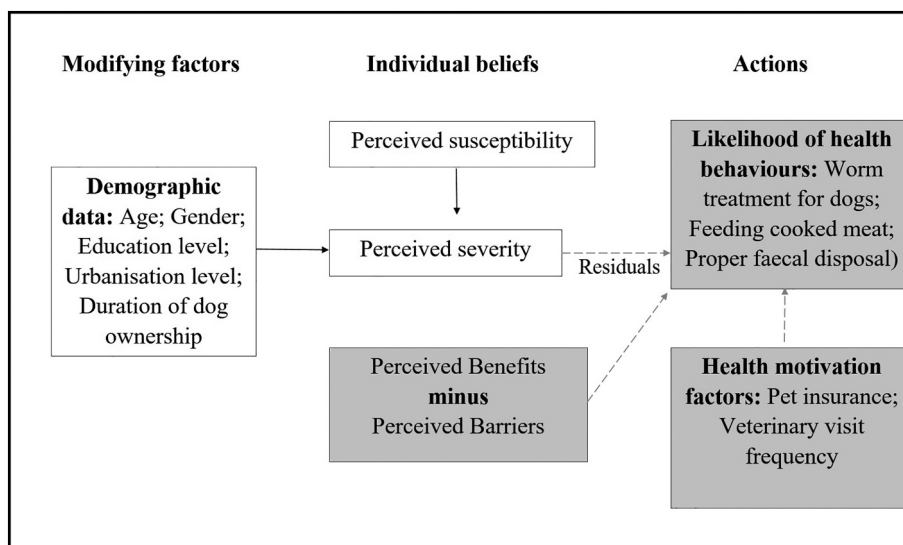 Modifying factors
Individual beliefs
Actions
Perceived susceptibility
Likelihood of health
behaviours: Worm
treatment for dogs;
Feeding cooked meat;
Proper faecal disposal)
Demographic
data: Age; Gender;
Education level;
Urbanisation level;
Duration of dog
ownership
Perceived severity
Residuals
Perceived Benefits
minus
Perceived Barriers
Health motivation
factors: Pet insurance;
Veterinary visit
frequency